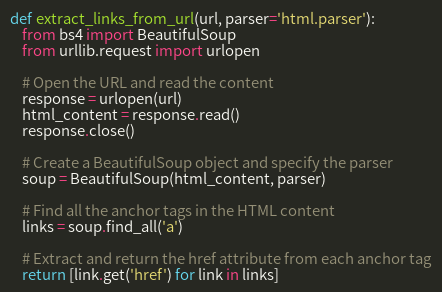 def extract_links_from_url(url, parser='html.parser'):
    from bs4 import BeautifulSoup
    from urllib.request import urlopen

    # Open the URL and read the content
    response = urlopen(url)
    html_content = response.read()
    response.close()

    # Create a BeautifulSoup object and specify the parser
    soup = BeautifulSoup(html_content, parser)

    # Find all the anchor tags in the HTML content
    links = soup.find_all('a')

    # Extract and return the href attribute from each anchor tag
    return [link.get('href') for link in links]